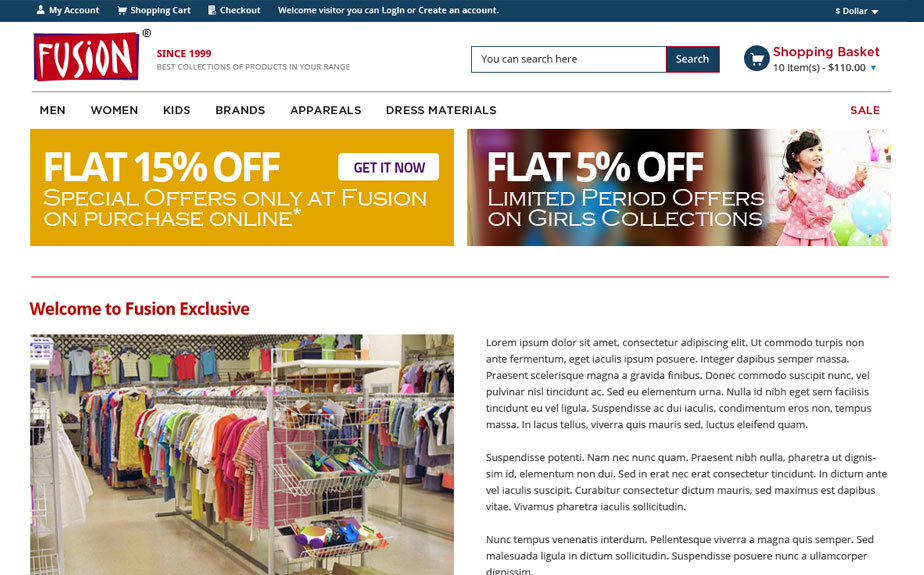 My Account Shopping Cart Checkout Welcome visitor you can LogIn or Create an account. $ Dollar
FUSION ®
SINCE 1999
BEST COLLECTIONS OF PRODUCTS IN YOUR RANGE
You can search here Search
Shopping Basket
10 Item(s) - $110.00
MEN WOMEN KIDS BRANDS APPAREALS DRESS MATERIALS SALE
FLAT 15% OFF
GET IT NOW
SPECIAL OFFERS ONLY AT FUSION
ON PURCHASE ONLINE*
FLAT 5% OFF
LIMITED PERIOD OFFERS
ON GIRLS COLLECTIONS
Welcome to Fusion Exclusive
Lorem ipsum dolor sit amet, consectetur adipiscing elit. Ut commodo turpis non
ante fermentum, eget iaculis ipsum posuere. Integer dapibus semper massa.
Praesent scelerisque magna a gravida finibus. Donec commodo suscipit nunc, vel
pulvinar nisl tincidunt ac. Sed eu elementum urna. Nulla id nibh eget sem facilisis
tincidunt eu vel ligula. Suspendisse ac dui iaculis, condimentum eros non, tempus
massa. In lacus tellus, viverra quis mauris sed, luctus eleifend quam.
Suspendisse potenti. Nam nec nunc quam. Praesent nibh nulla, pharetra ut dignis-
sim id, elementum non dui. Sed in erat nec erat consectetur tincidunt. In dictum ante
vel iaculis suscipit. Curabitur consectetur dictum mauris, sed maximus est dapibus
vitae. Vivamus pharetra iaculis sollicitudin.
Nunc tempus venenatis interdum. Pellentesque viverra a magna quis semper. Sed
malesuada ligula in dictum sollicitudin. Suspendisse posuere nunc a ullamcorper
dignissim.